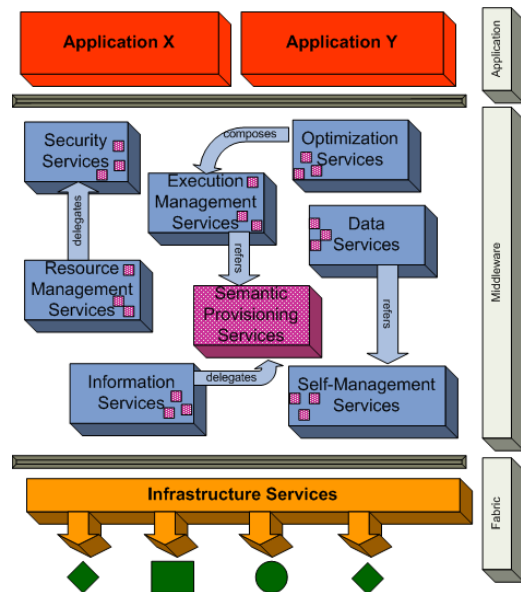 Application X
Application Y
Application
Security
Services
composes
Optimization
Services
Execution
Management
Services
delegates
Data
Services
Middleware
refers
Resource
Management
Services
Semantic
Provisioning
Services
refers
Information
Services
delegates
Self-Management
Services
Infrastructure Services
Fabric